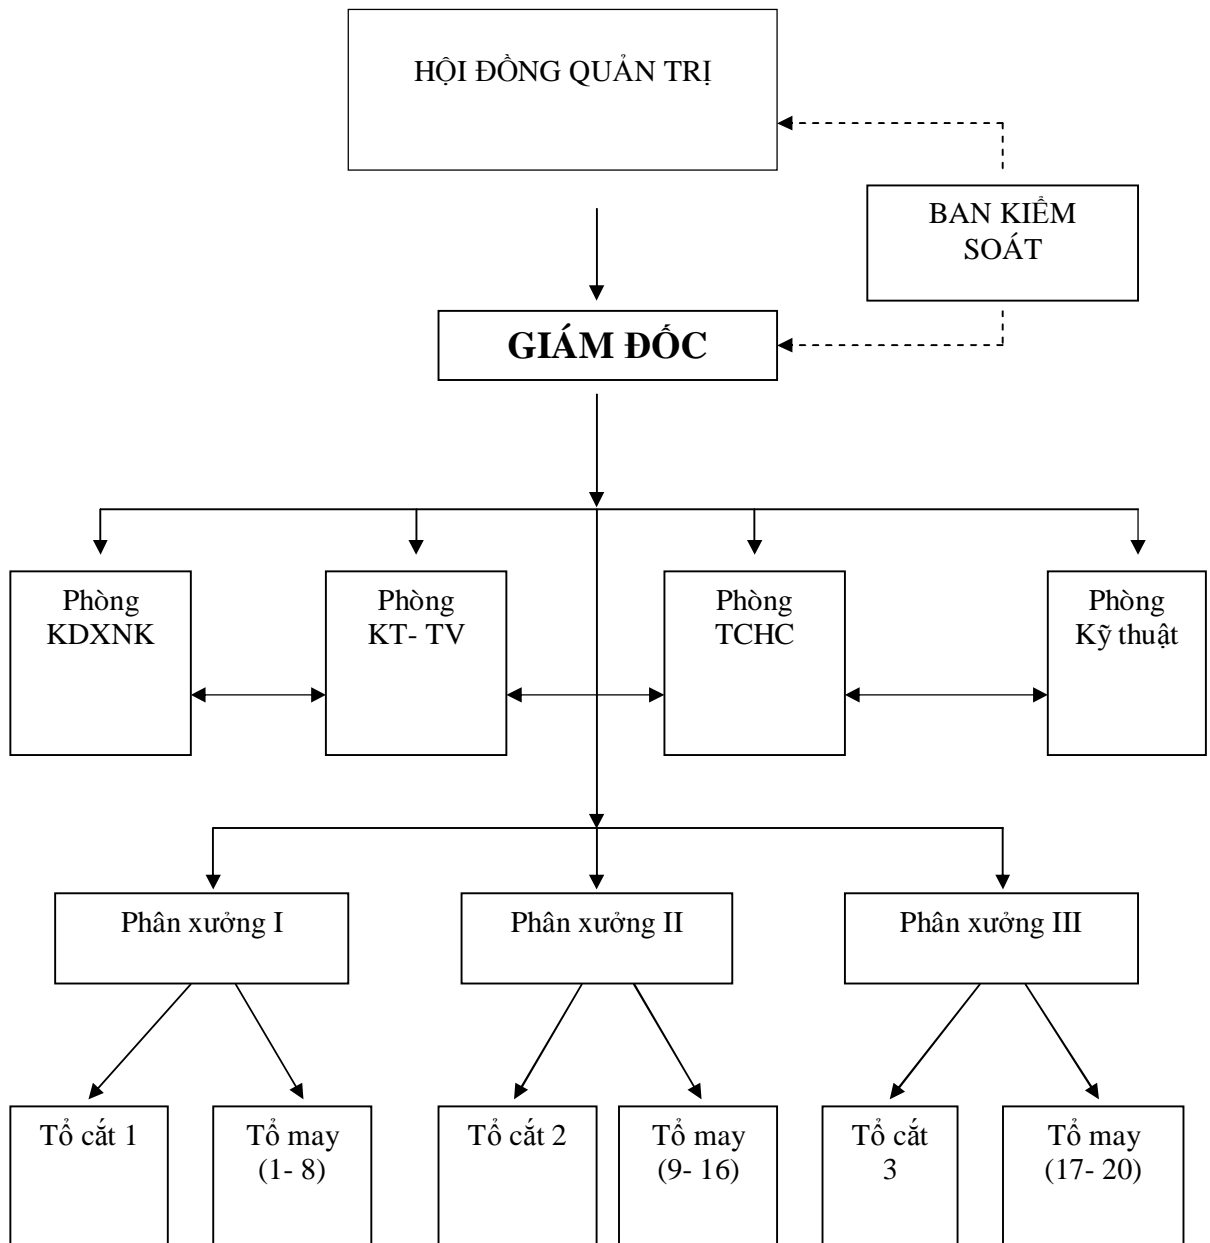 HỘI ĐỒNG QUẢN TRỊ
BAN KIỂM
SOÁT
GIÁM ĐỐC
Phòng
KDXNK
Phòng
KT- TV
Phòng
TCHC
Phòng
Kỹ thuật
Phân xưởng I
Phân xưởng II
Phân xưởng III
Tổ cắt 1
Tổ may
(1- 8)
Tổ cắt 2
Tổ may
(9- 16)
Tổ cắt
3
Tổ may
(17- 20)